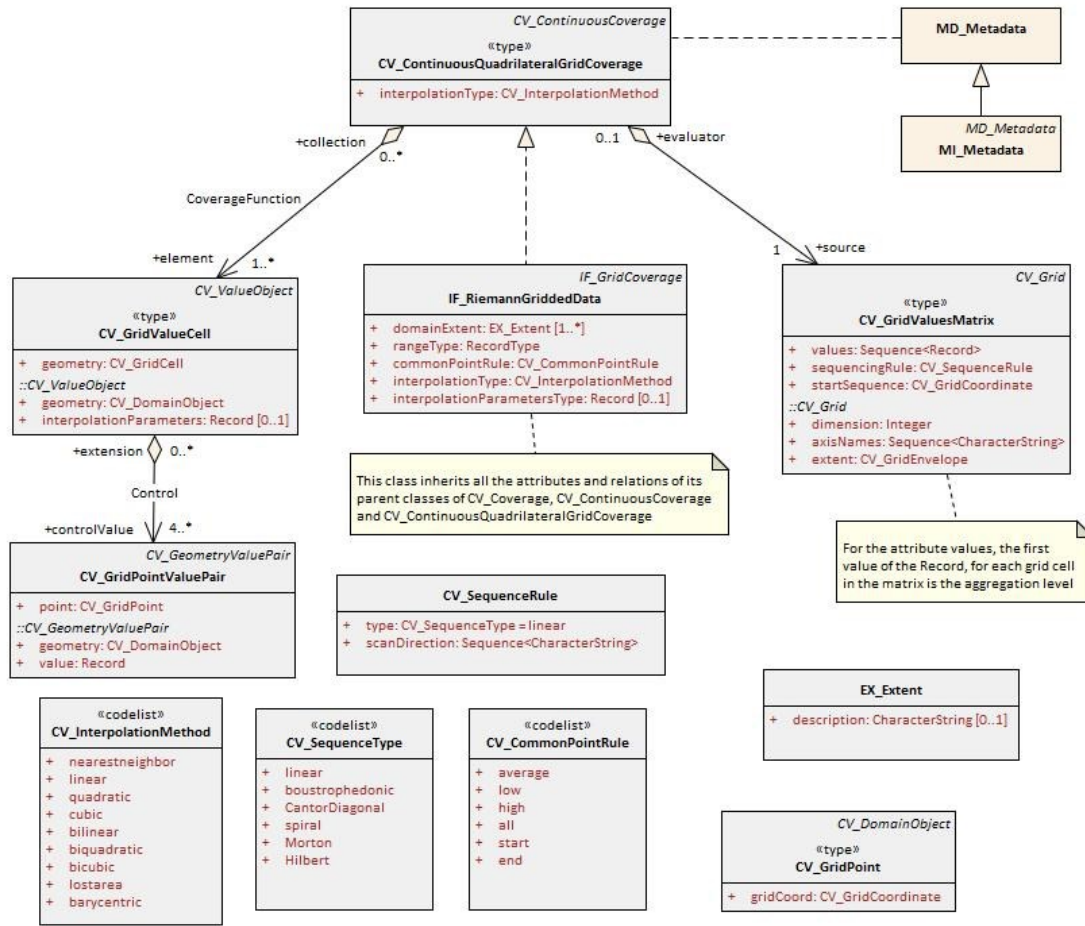 CV_ContinuousCoverage
«type»
CV_ContinuousQuadrilateralGridCoverage
+ interpolationType: CV_InterpolationMethod
MD_Metadata
MD_Metadata
MI_Metadata
+collection
0..*
0..1
+evaluator
CoverageFunction
+element
1..*
1
+source
CV_ValueObject
«type»
CV_GridValueCell
+ geometry: CV_GridCell
::CV_ValueObject
+ geometry: CV_DomainObject
+ interpolationParameters: Record [0..1]
IF_GridCoverage
IF_RiemannGriddedData
+ domainExtent: EX_Extent [1..*]
+ rangeType: RecordType
+ commonPointRule: CV_CommonPointRule
+ interpolationType: CV_InterpolationMethod
+ interpolationParametersType: Record [0..1]
CV_Grid
«type»
CV_GridValuesMatrix
+ values: Sequence<Record>
+ sequencingRule: CV_SequenceRule
+ startSequence: CV_GridCoordinate
::CV_Grid
+ dimension: Integer
+ axisNames: Sequence<CharacterString>
+ extent: CV_GridEnvelope
+extension
0..*
Control
+controlValue
4..*
This class inherits all the attributes and relations of its
parent classes of CV_Coverage, CV_ContinuousCoverage
and CV_ContinuousQuadrilateralGridCoverage
For the attribute values, the first
value of the Record, for each grid cell
in the matrix is the aggregation level
CV_GeometryValuePair
CV_GridPointValuePair
+ point: CV_GridPoint
::CV_GeometryValuePair
+ geometry: CV_DomainObject
+ value: Record
CV_SequenceRule
+ type: CV_SequenceType = linear
+ scanDirection: Sequence<CharacterString>
EX_Extent
+ description: CharacterString [0..1]
«codelist»
CV_InterpolationMethod
+ nearestneighbor
+ linear
+ quadratic
+ cubic
+ bilinear
+ biquadratic
+ bicubic
+ lostarea
+ barycentric
«codelist»
CV_SequenceType
+ linear
+ boustrophedonic
+ CantorDiagonal
+ spiral
+ Morton
+ Hilbert
«codelist»
CV_CommonPointRule
+ average
+ low
+ high
+ all
+ start
+ end
CV_DomainObject
«type»
CV_GridPoint
+ gridCoord: CV_GridCoordinate